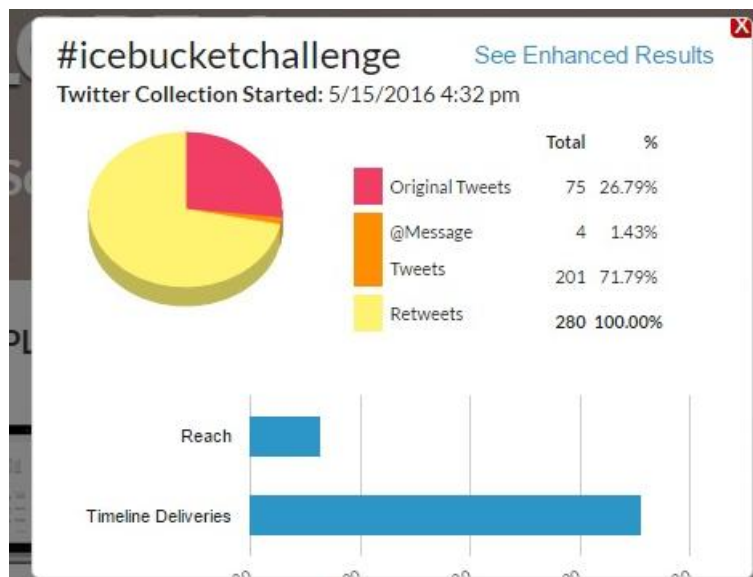 X
#icebucketchallenge See Enhanced Results
Twitter Collection Started: 5/15/2016 4:32 pm
Total %
Original Tweets 75 26.79%
@Message 4 1.43%
Tweets 201 71.79%
Retweets 280 100.00%
Reach
Timeline Deliveries